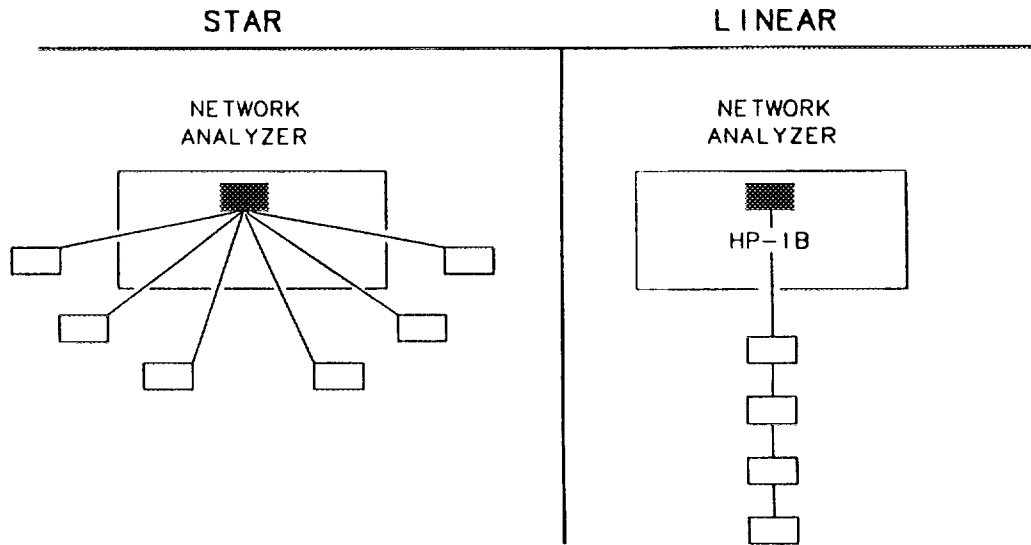 STAR
LINEAR
NETWORK
ANALYZER
NETWORK
ANALYZER
HP-IB